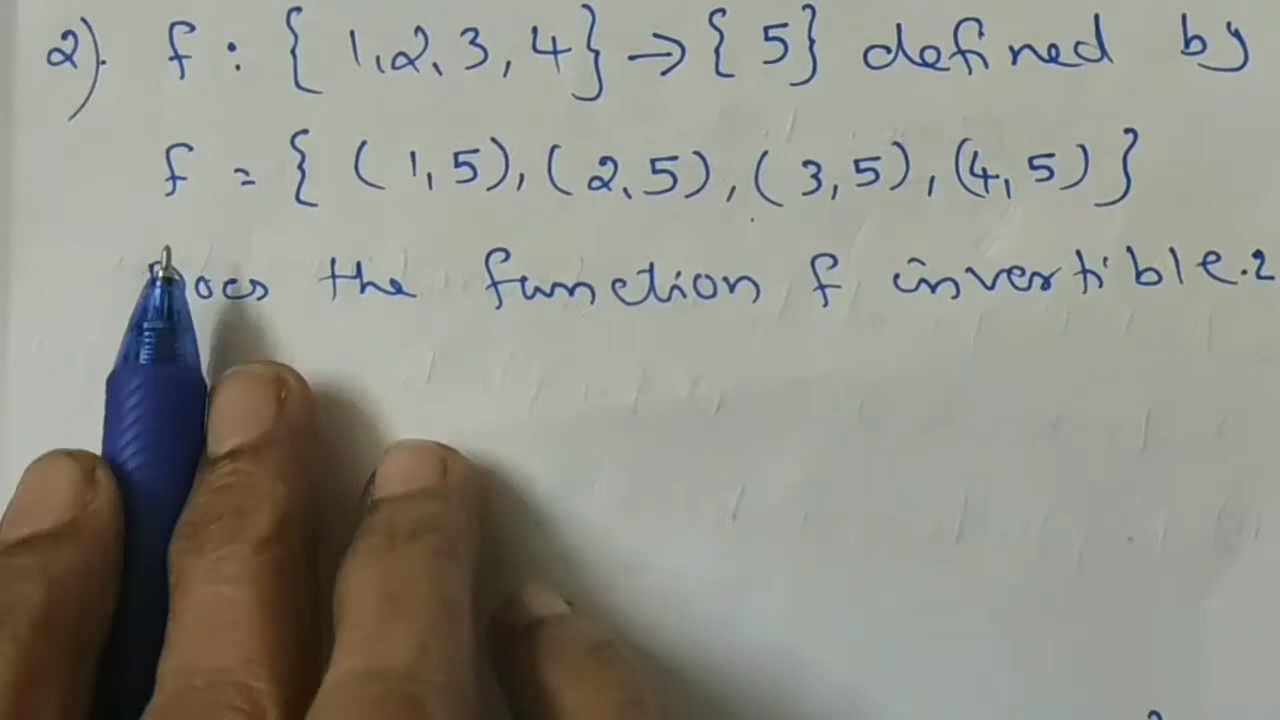 2). f : { 1,2,3,4} → { 5} defined by
f = { (1,5),(2,5),(3,5),(4,5)}
Does the function f invertible.?